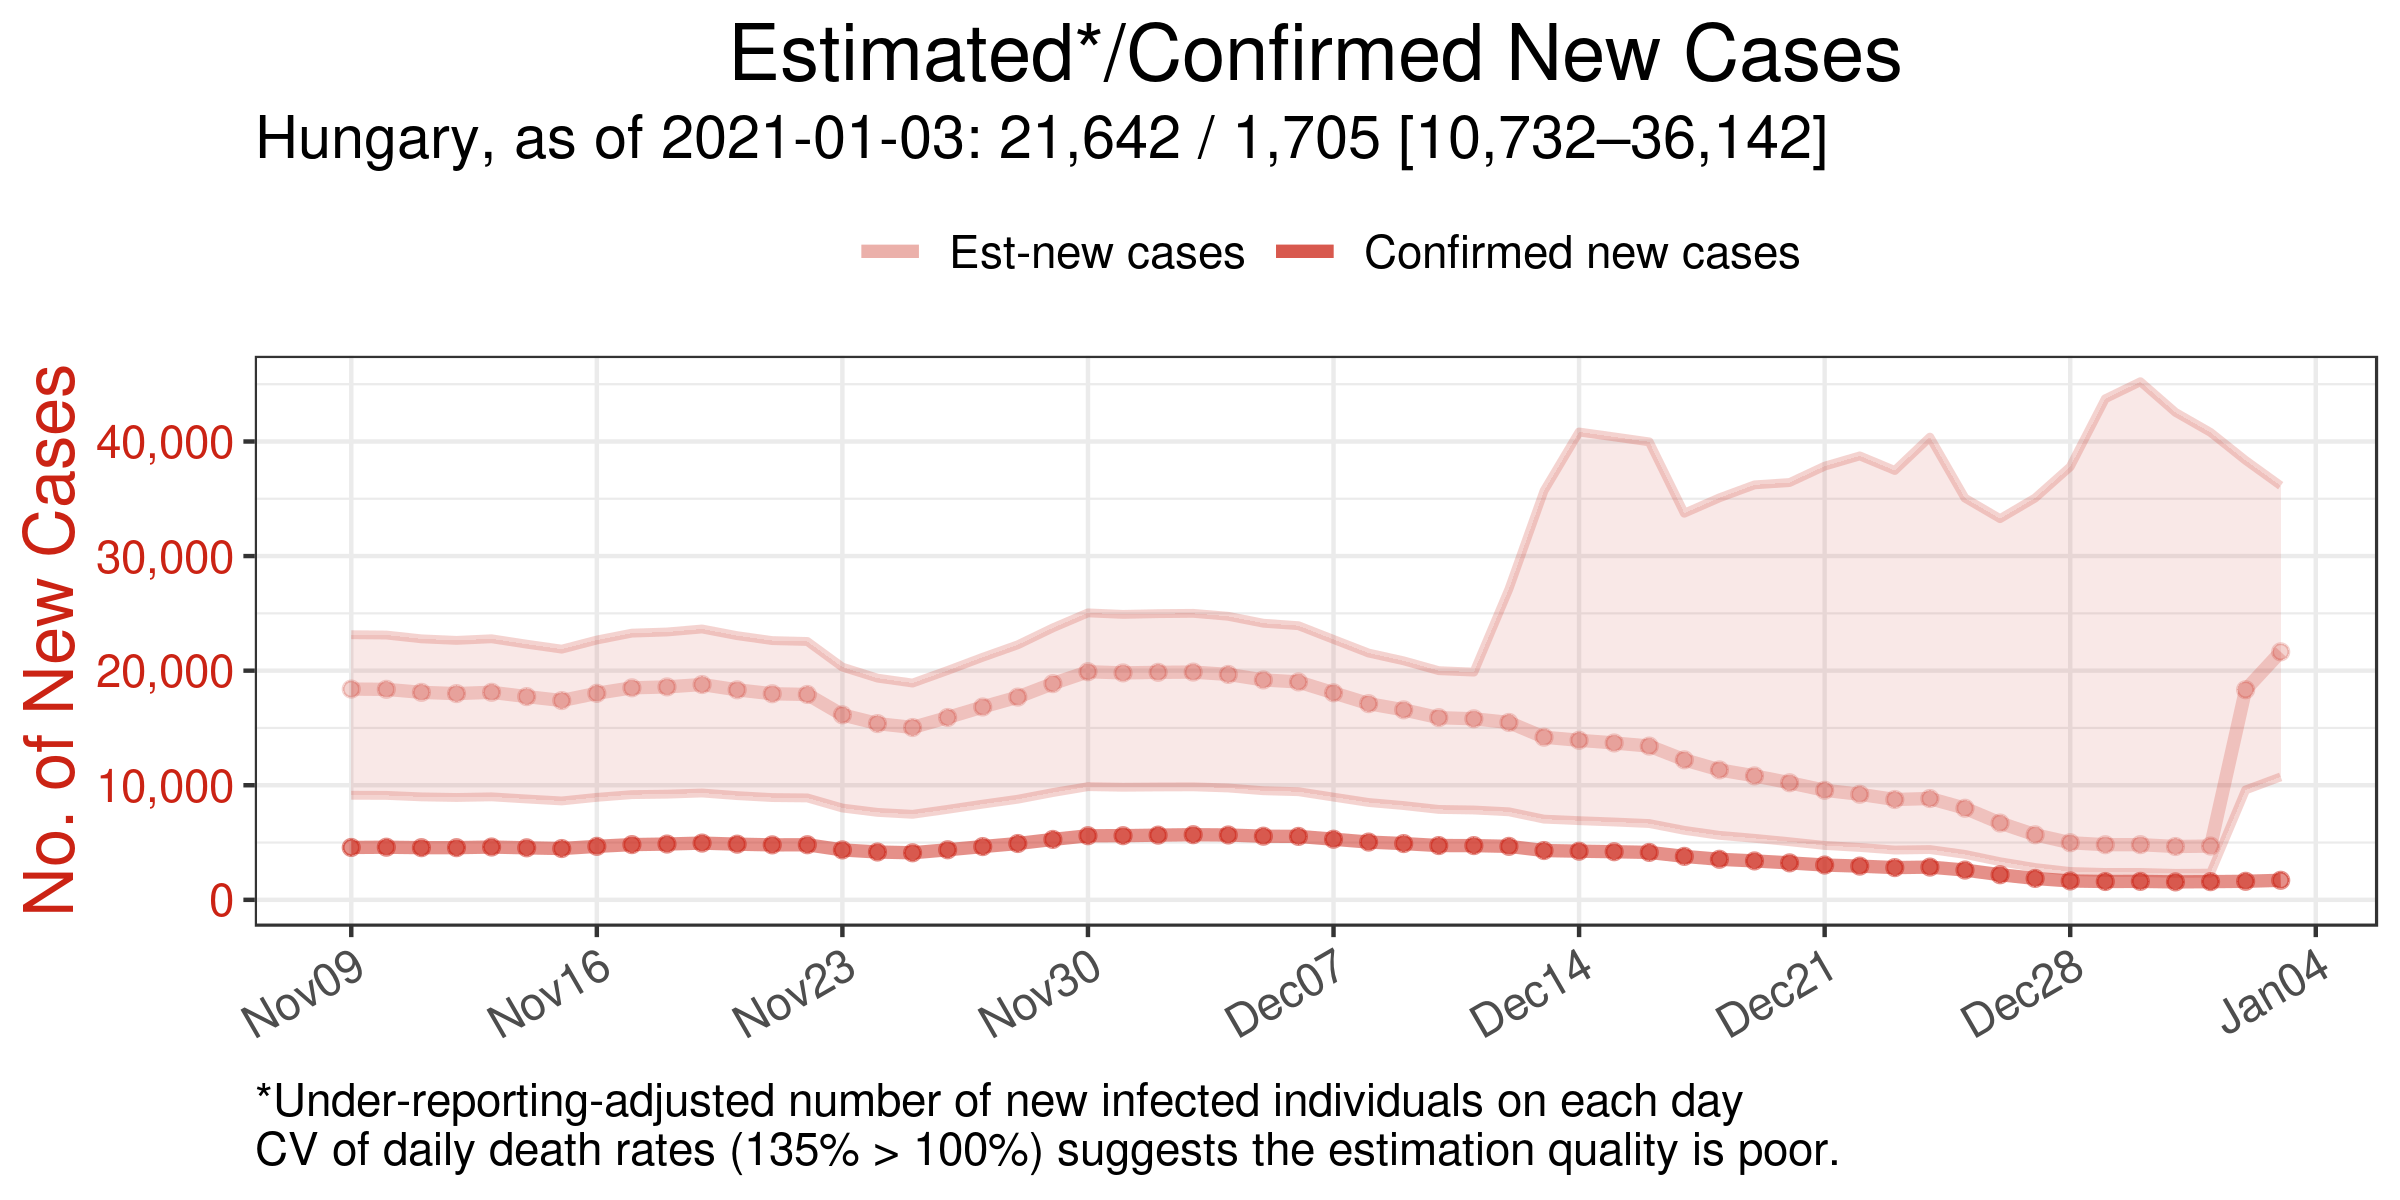 Estimated*/Confirmed New Cases
Hungary, as of 2021-01-03: 21,642 / 1,705 [10,732–36,142]
Est-new cases Confirmed new cases
No. of New Cases
40,000
30,000
20,000
10,000
0
Nov09 Nov16 Nov23 Nov30 Dec07 Dec14 Dec21 Dec28 Jan04
*Under-reporting-adjusted number of new infected individuals on each day
CV of daily death rates (135% > 100%) suggests the estimation quality is poor.